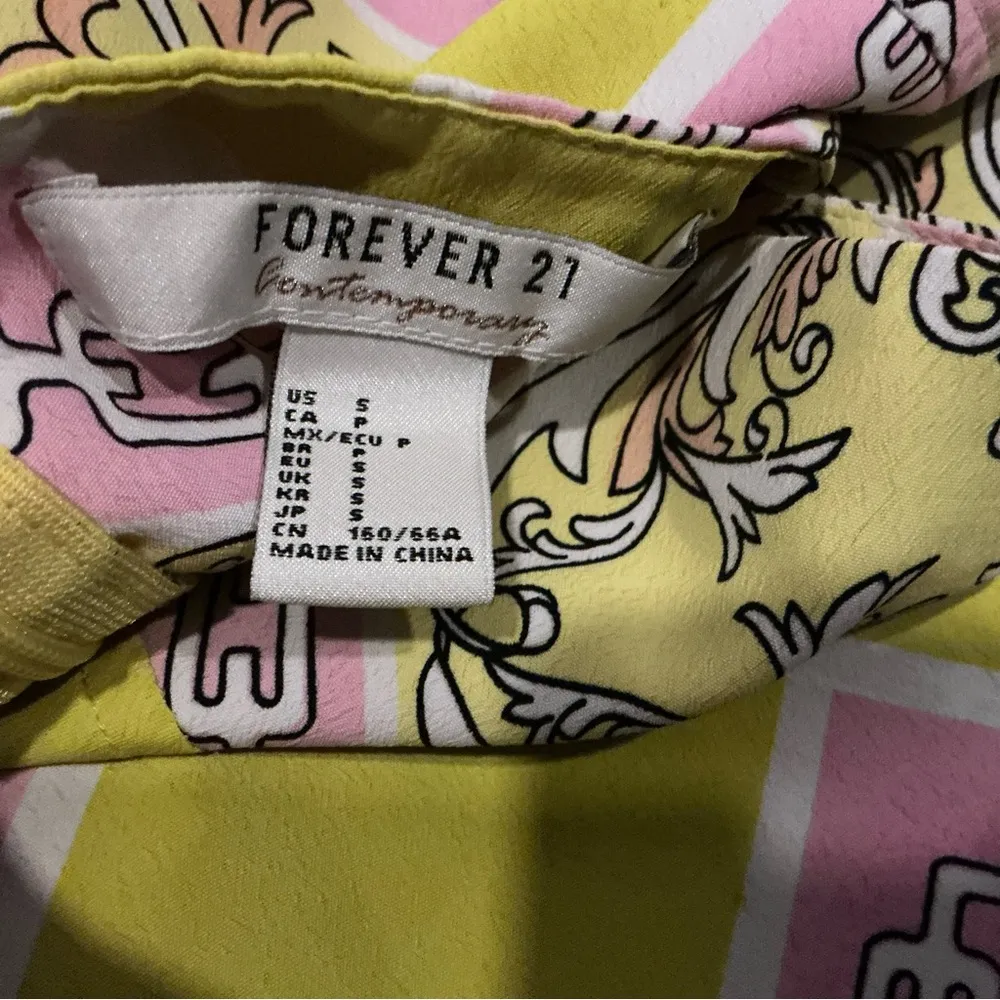 FOREVER 21
Contemporary
US S
CA P
MX/ECU P
BR P
EU S
UK S
KR S
JP S
CN 160/66A
MADE IN CHINA